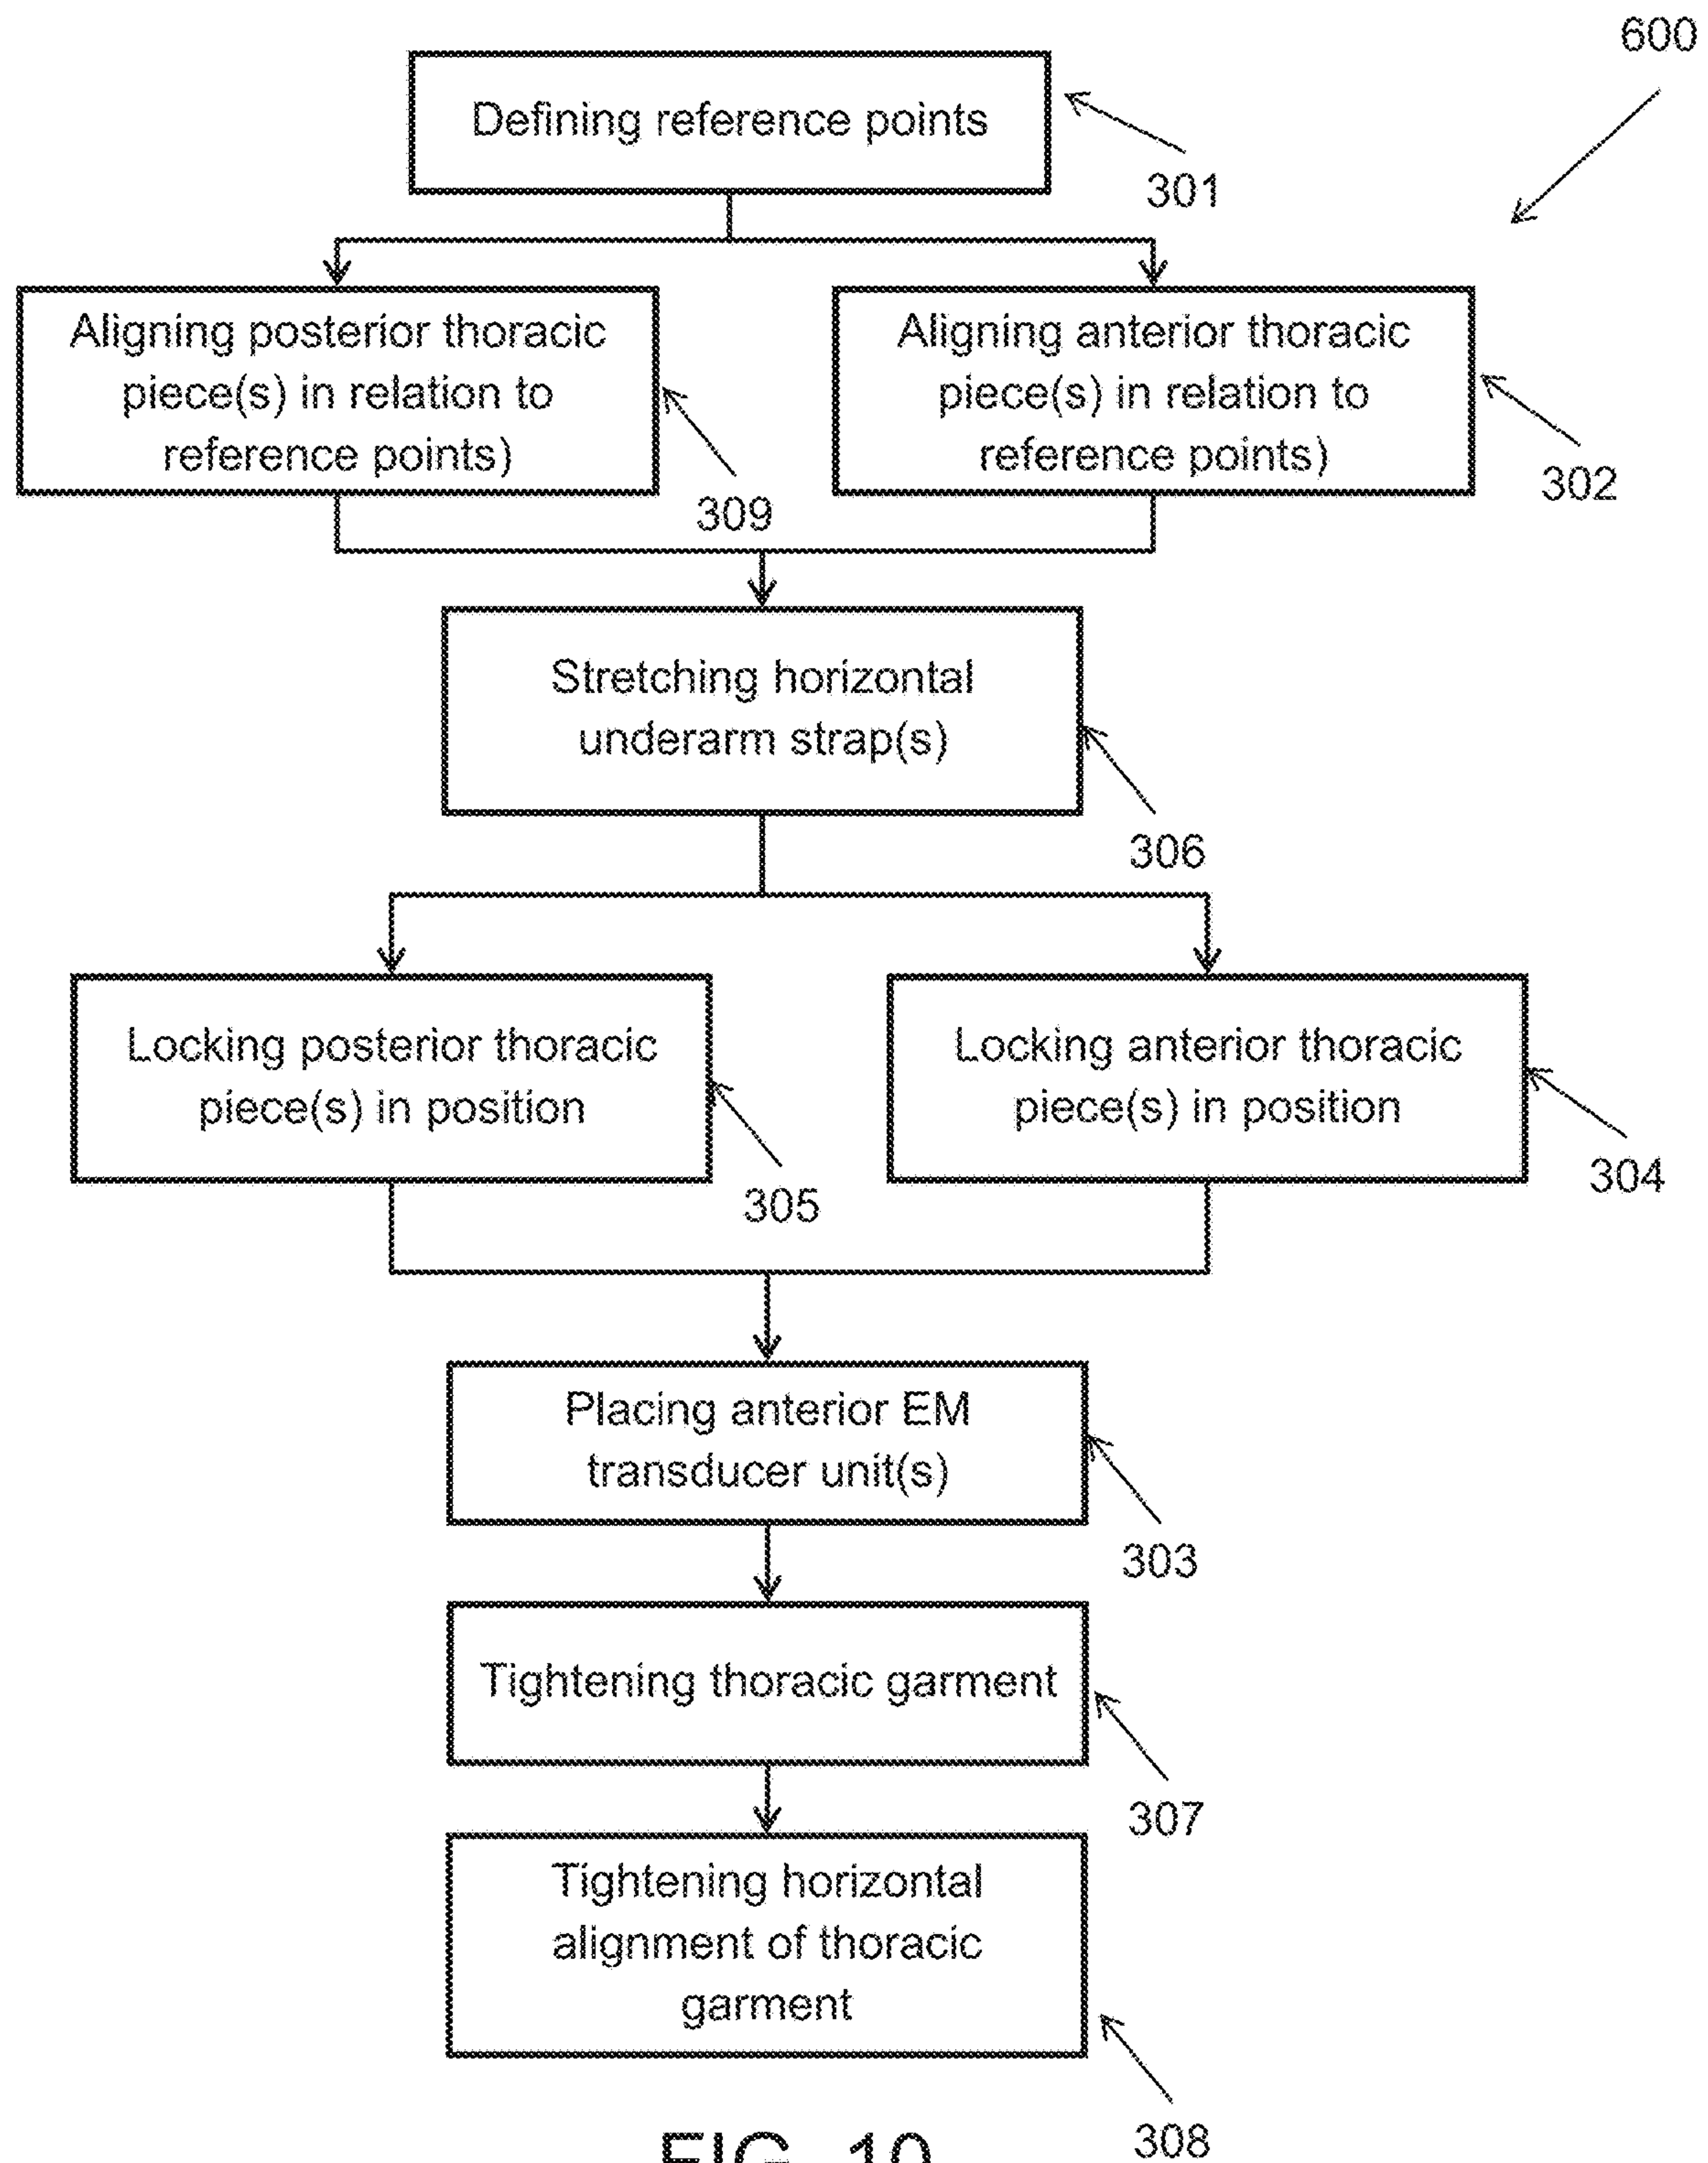 600
Defining reference points
301
Aligning posterior thoracic
piece(s) in relation to
reference points)
309
Aligning anterior thoracic
piece(s) in relation to
reference points)
302
Stretching horizontal
underarm strap(s)
306
Locking posterior thoracic
piece(s) in position
305
Locking anterior thoracic
piece(s) in position
304
Placing anterior EM
transducer unit(s)
303
Tightening thoracic garment
307
Tightening horizontal
alignment of thoracic
garment
308
FIG. 10